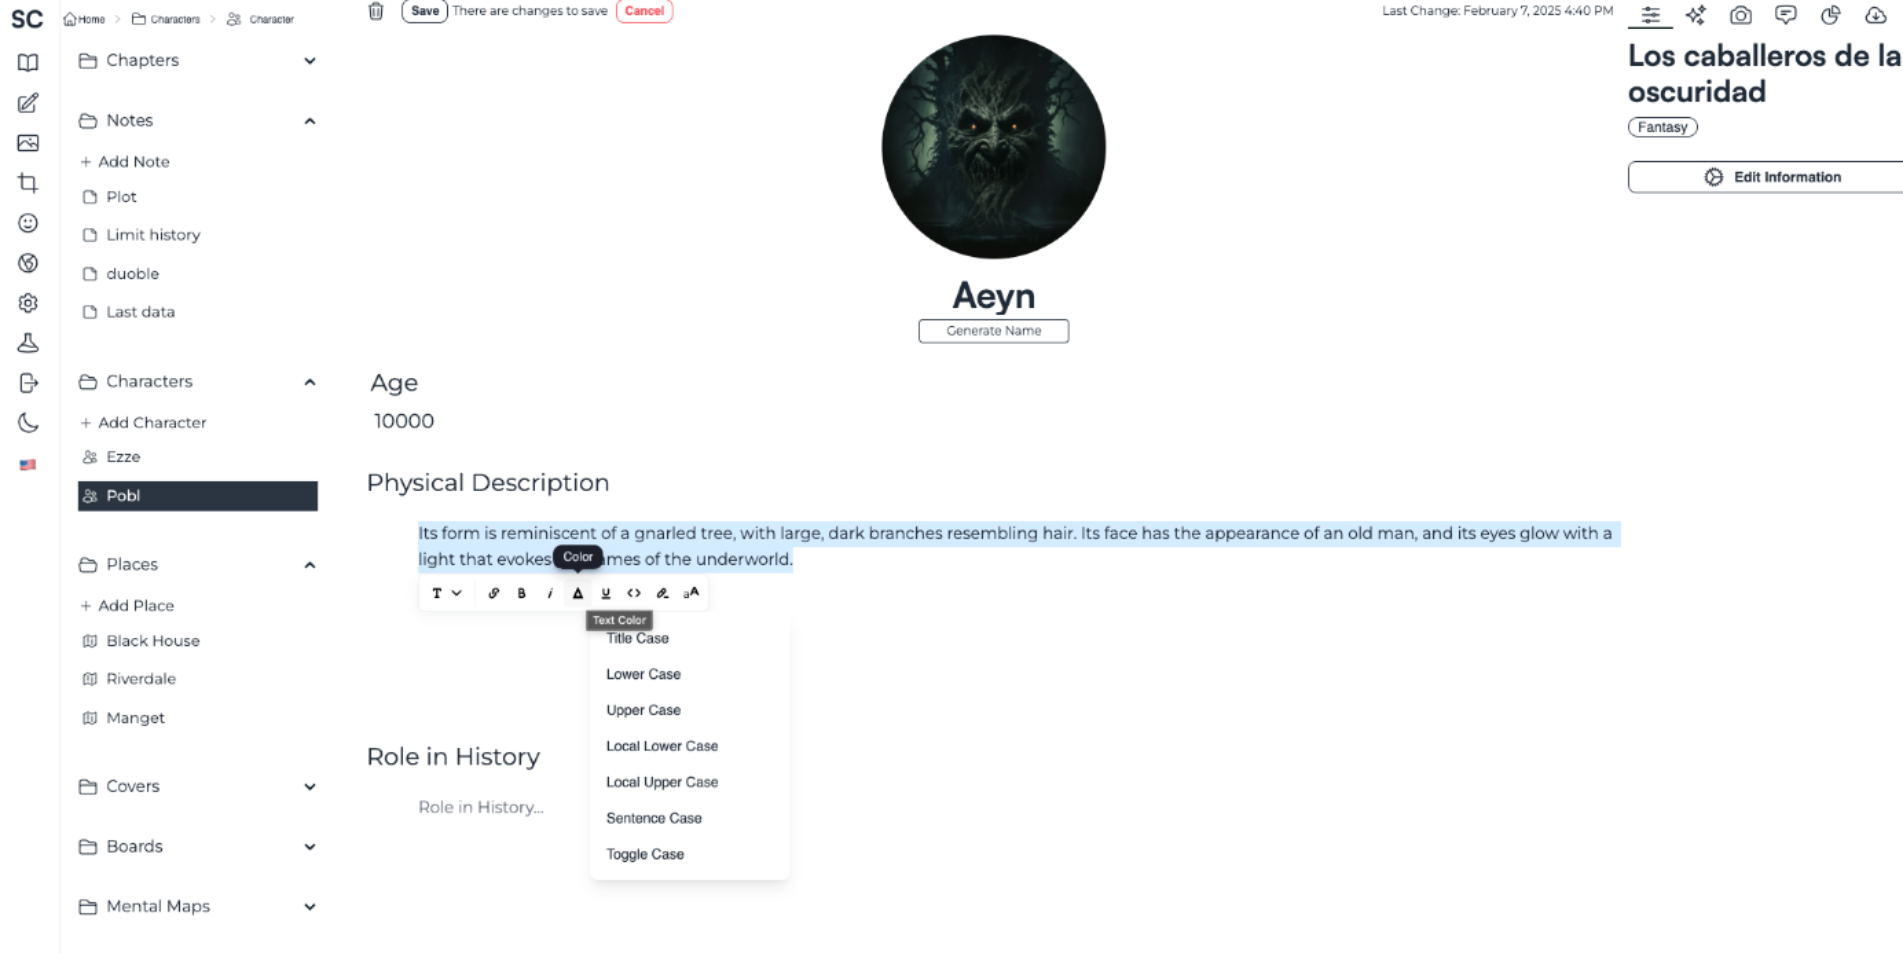 SC
Home > Characters > Character
Save There are changes to save Cancel
Last Change: February 7, 2025 4:40 PM
Chapters
Notes
+ Add Note
Plot
Limit history
duoble
Last data
Characters
+ Add Character
Ezze
Pobl
Places
+ Add Place
Black House
Riverdale
Manget
Covers
Boards
Mental Maps
Aeyn
Generate Name
Age
10000
Physical Description
Its form is reminiscent of a gnarled tree, with large, dark branches resembling hair. Its face has the appearance of an old man, and its eyes glow with a
light that evokes ames of the underworld.
Color
T B i A U <> aA
Text Color
Title Case
Lower Case
Upper Case
Local Lower Case
Local Upper Case
Sentence Case
Toggle Case
Role in History
Role in History...
Los caballeros de la
oscuridad
Fantasy
Edit Information